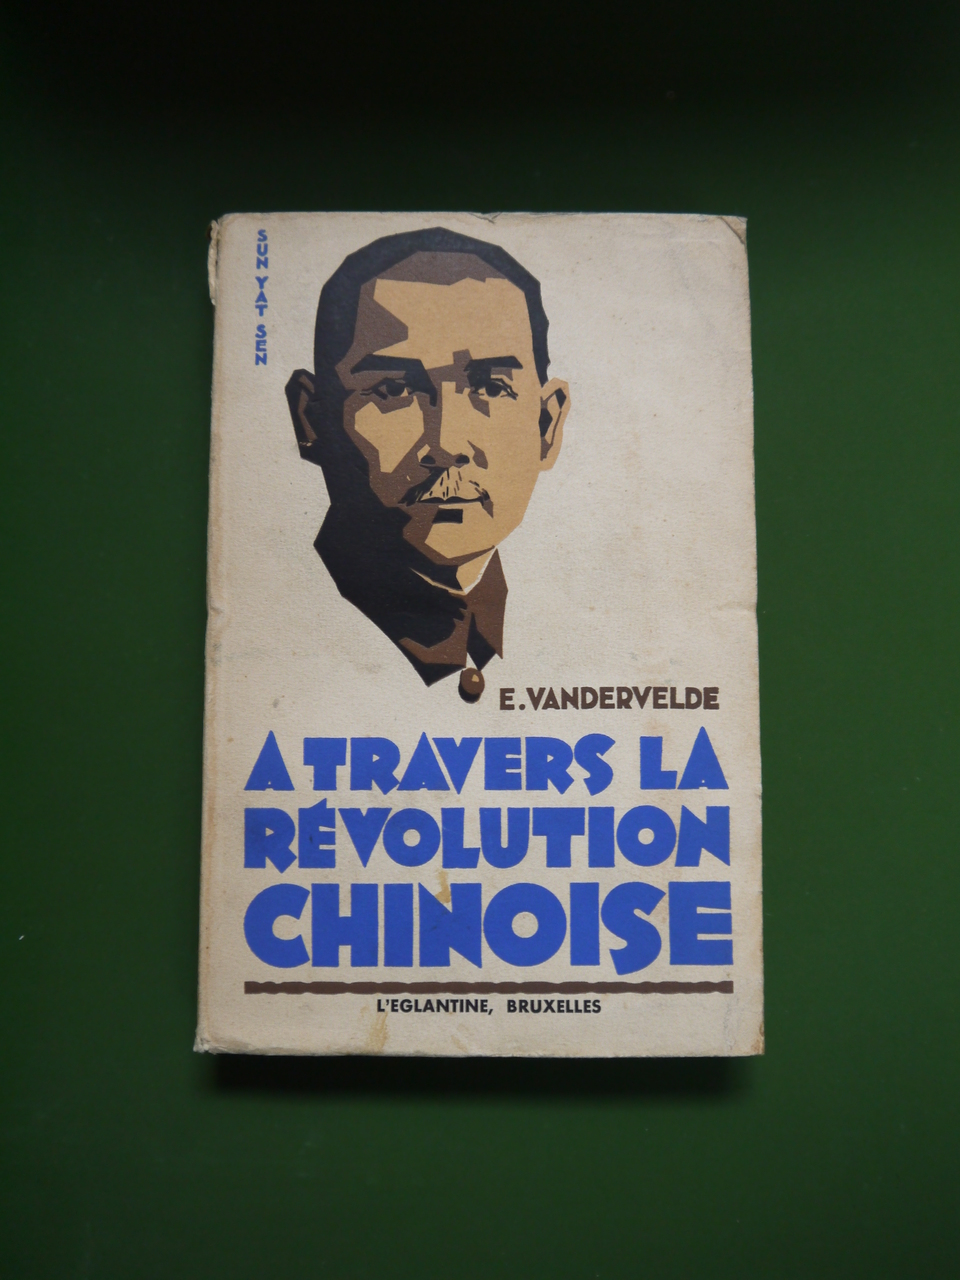 SUN YAT SEN
E. VANDERVELDE
A TRAVERS LA
RÉVOLUTION
CHINOISE
L'EGLANTINE, BRUXELLES